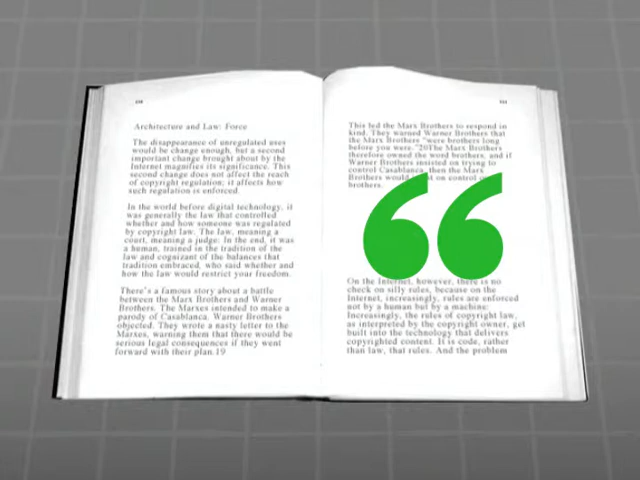 Architecture and Law: Force
The disappearance of unregulated uses
would be change enough, but a second
important change brought about by the
Internet magnifies its significance. This
second change does not affect the reach
of copyright regulation; it affects how
such regulation is enforced.
In the world before digital technology, it
was generally the law that controlled
whether and how someone was regulated
by copyright law. The law, meaning a
court, meaning a judge: In the end, it was
a human, trained in the tradition of the
law and cognizant of the balances that
tradition embraced, who said whether and
how the law would restrict your freedom.
There's a famous story about a battle
between the Marx Brothers and Warner
Brothers. The Marxes intended to make a
parody of Casablanca. Warner Brothers
objected. They wrote a nasty letter to the
Marxes, warning them that there would be
serious legal consequences if they went
forward with their plan.19
This led the Marx Brothers to respond in
kind. They warned Warner Brothers that
the Marx Brothers "were brothers long
before you were."20The Marx Brothers
therefore owned the word brothers, and if
Warner Brothers insisted on trying to
control Casablanca, then the Marx
Brothers would on control
brothers.
“
On the Internet, however, there is no
check on silly rules, because on the
Internet, increasingly, rules are enforced
not by a human but by a machine:
Increasingly, the rules of copyright law,
as interpreted by the copyright owner, get
built into the technology that delivers
copyrighted content. It is code, rather
than law, that rules. And the problem